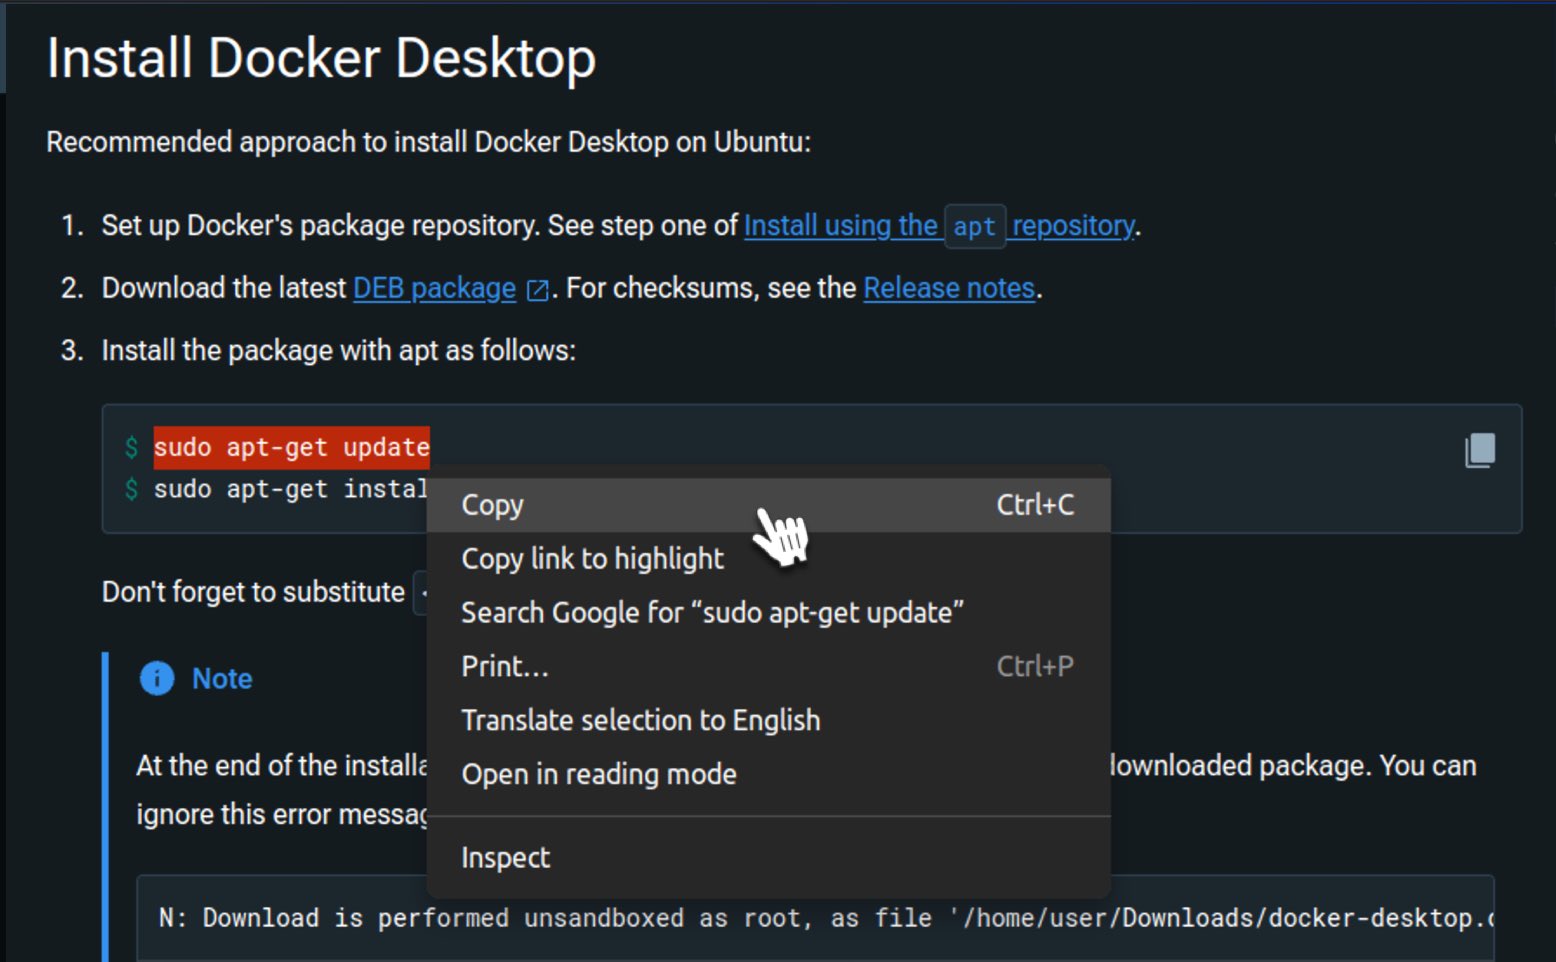 Install Docker Desktop
Recommended approach to install Docker Desktop on Ubuntu:
1. Set up Docker's package repository. See step one of Install using the apt repository.
2. Download the latest DEB package. For checksums, see the Release notes.
3. Install the package with apt as follows:
$ sudo apt-get update
$ sudo apt-get instal
Copy Ctrl+C
Copy link to highlight
Search Google for “sudo apt-get update”
Print… Ctrl+P
Translate selection to English
Open in reading mode
Inspect
Don't forget to substitute
Note
At the end of the installa
downloaded package. You can
ignore this error messag
N: Download is performed unsandboxed as root, as file '/home/user/Downloads/docker-desktop.